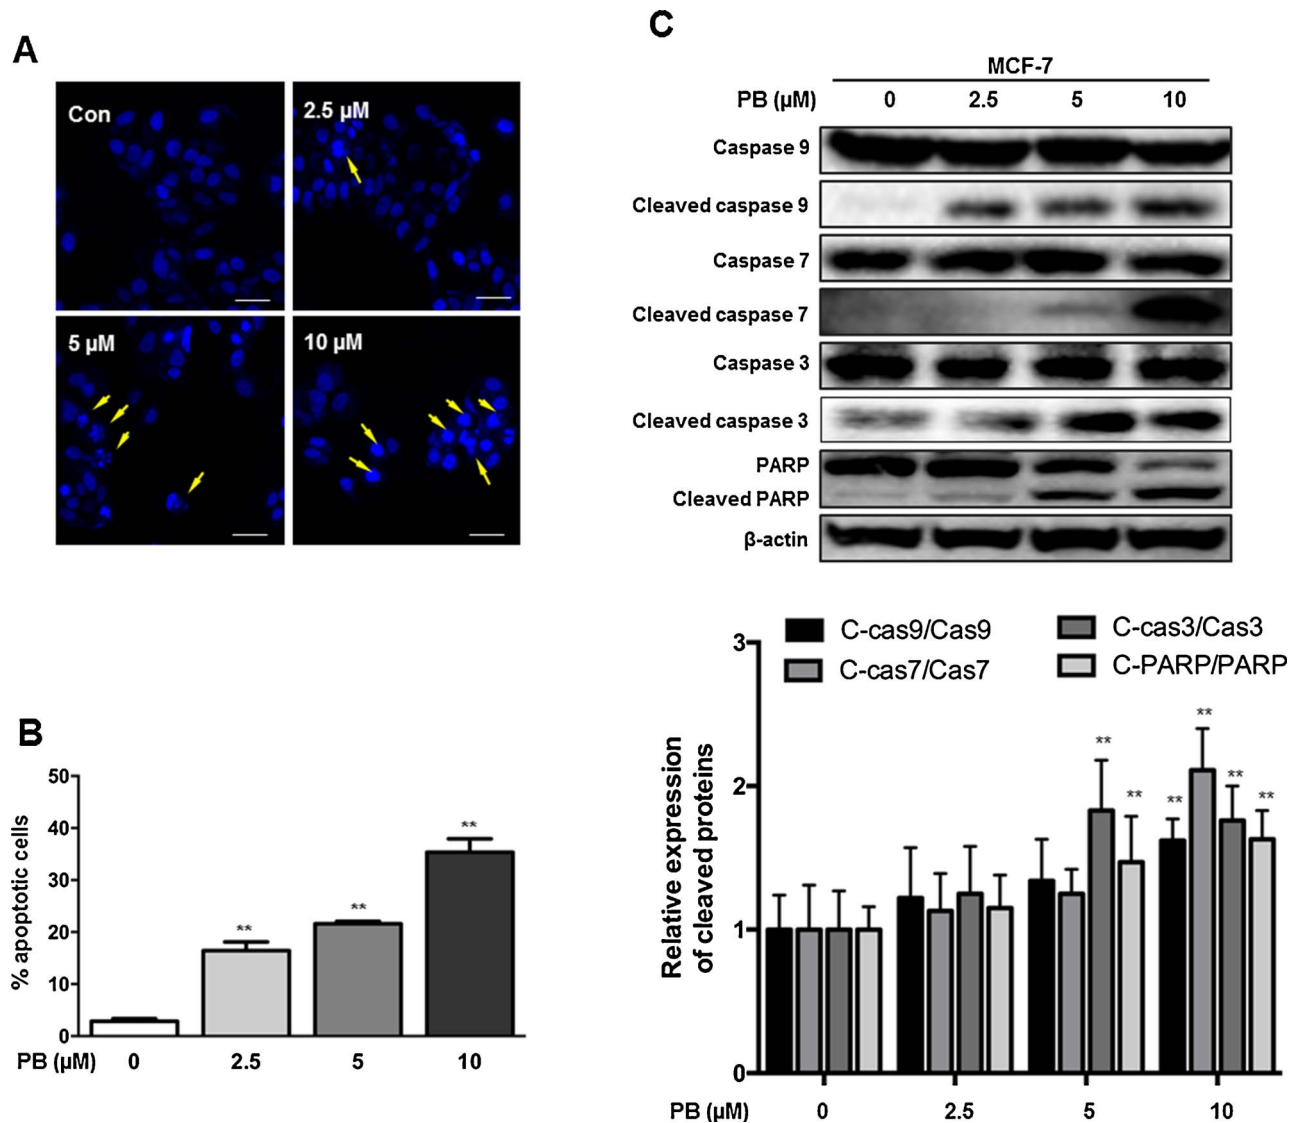 A
Con
2.5 µM
5 µM
10 µM
B
50
40
30
20
10
0
% apoptotic cells
**
**
**
PB (µM) 0 2.5 5 10
C
MCF-7
PB (µM) 0 2.5 5 10
Caspase 9
Cleaved caspase 9
Caspase 7
Cleaved caspase 7
Caspase 3
Cleaved caspase 3
PARP
Cleaved PARP
β-actin
C-cas9/Cas9
C-cas7/Cas7
C-cas3/Cas3
C-PARP/PARP
3
2
1
0
Relative expression
of cleaved proteins
**
**
**
**
**
**
PB (µM) 0 2.5 5 10